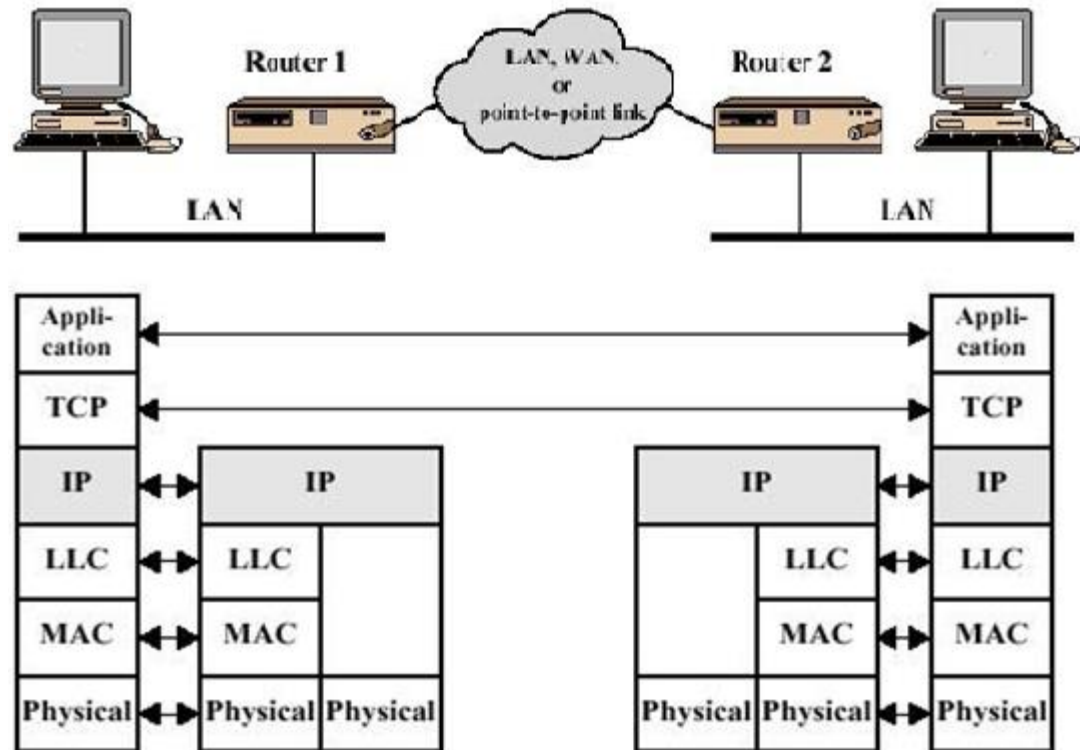 Router 1
LAN, WAN,
or
point-to-point link
Router 2
LAN
LAN
Appli-
cation
Appli-
cation
TCP
TCP
IP
IP
IP
IP
LLC
LLC
LLC
LLC
MAC
MAC
MAC
MAC
Physical
Physical
Physical
Physical
Physical
Physical